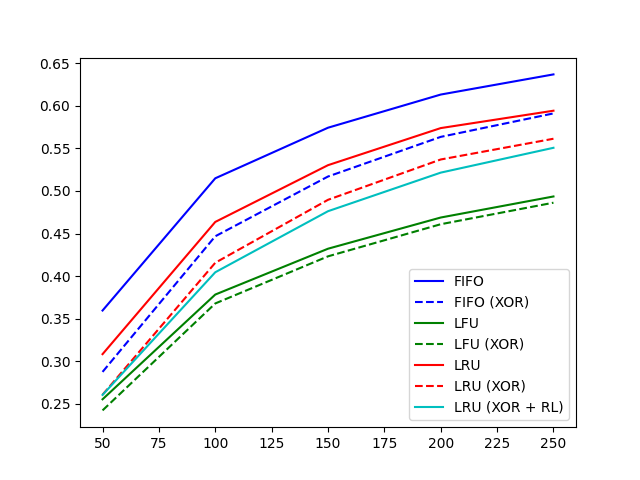 0.65
0.60
0.55
0.50
0.45
0.40
0.35
0.30
0.25
FIFO
FIFO (XOR)
LFU
LFU (XOR)
LRU
LRU (XOR)
LRU (XOR + RL)
50 75 100 125 150 175 200 225 250